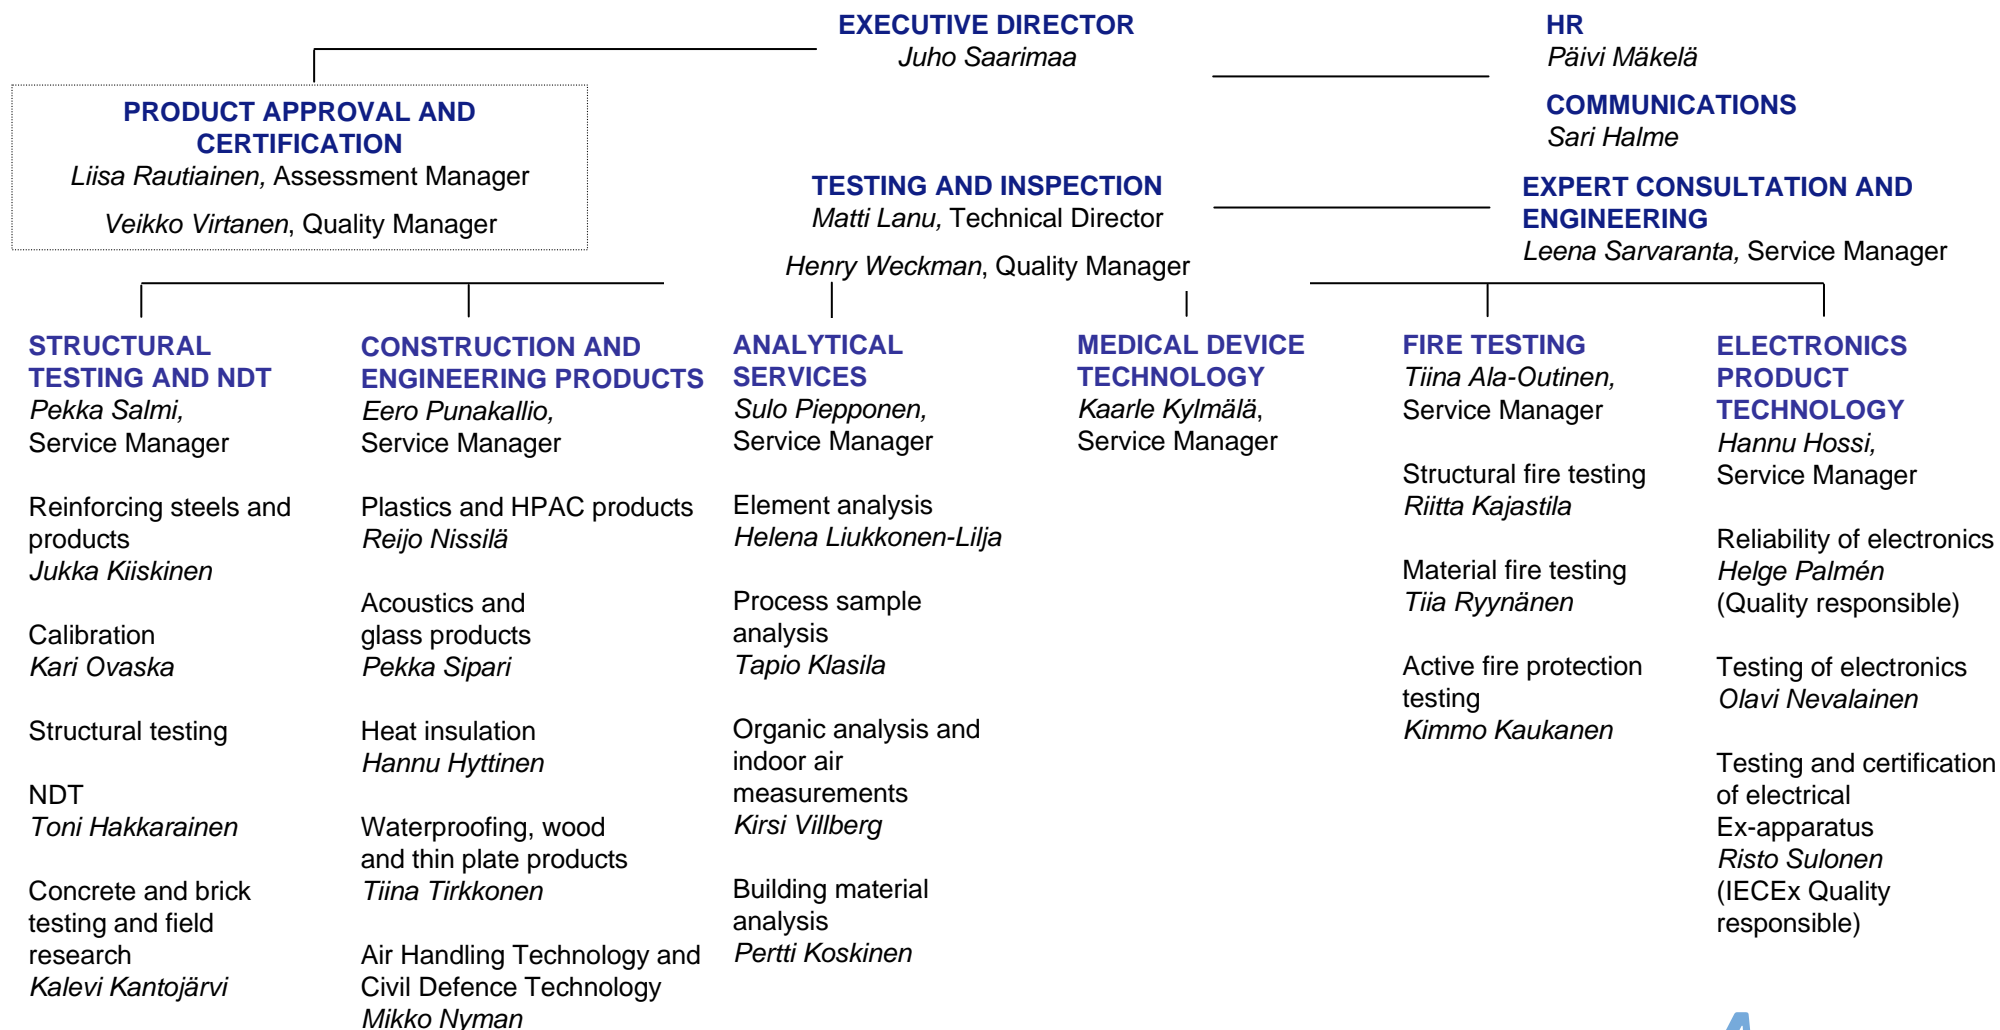 EXECUTIVE DIRECTOR
Juho Saarimaa
HR
Päivi Mäkelä
COMMUNICATIONS
Sari Halme
PRODUCT APPROVAL AND
CERTIFICATION
Liisa Rautiainen, Assessment Manager
Veikko Virtanen, Quality Manager
TESTING AND INSPECTION
Matti Lanu, Technical Director
Henry Weckman, Quality Manager
EXPERT CONSULTATION AND
ENGINEERING
Leena Sarvaranta, Service Manager
STRUCTURAL
TESTING AND NDT
Pekka Salmi,
Service Manager
Reinforcing steels and
products
Jukka Kiiskinen
Calibration
Kari Ovaska
Structural testing
NDT
Toni Hakkarainen
Concrete and brick
testing and field
research
Kalevi Kantojärvi
CONSTRUCTION AND
ENGINEERING PRODUCTS
Eero Punakallio,
Service Manager
Plastics and HPAC products
Reijo Nissilä
Acoustics and
glass products
Pekka Sipari
Heat insulation
Hannu Hyttinen
Waterproofing, wood
and thin plate products
Tiina Tirkkonen
Air Handling Technology and
Civil Defence Technology
Mikko Nyman
ANALYTICAL
SERVICES
Sulo Piepponen,
Service Manager
Element analysis
Helena Liukkonen-Lilja
Process sample
analysis
Tapio Klasila
Organic analysis and
indoor air
measurements
Kirsi Villberg
Building material
analysis
Pertti Koskinen
MEDICAL DEVICE
TECHNOLOGY
Kaarle Kylmälä,
Service Manager
FIRE TESTING
Tiina Ala-Outinen,
Service Manager
Structural fire testing
Riitta Kajastila
Material fire testing
Tiia Ryynänen
Active fire protection
testing
Kimmo Kaukanen
ELECTRONICS
PRODUCT
TECHNOLOGY
Hannu Hossi,
Service Manager
Reliability of electronics
Helge Palmén
(Quality responsible)
Testing of electronics
Olavi Nevalainen
Testing and certification
of electrical
Ex-apparatus
Risto Sulonen
(IECEx Quality
responsible)